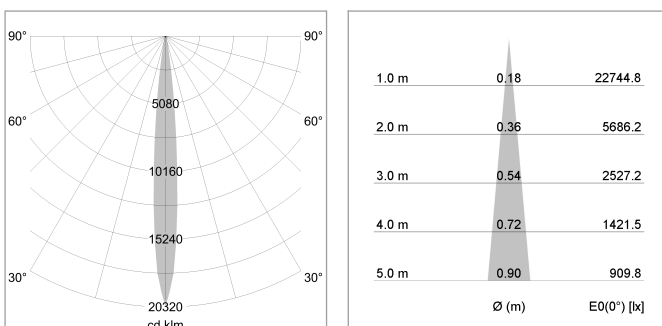 90° 90°
5080
60° 60°
10160
15240
30° 30°
20320
cd klm
1.0 m 0.18 22744.8
2.0 m 0.36 5686.2
3.0 m 0.54 2527.2
4.0 m 0.72 1421.5
5.0 m 0.90 909.8
Ø (m) E0(0°) [lx]